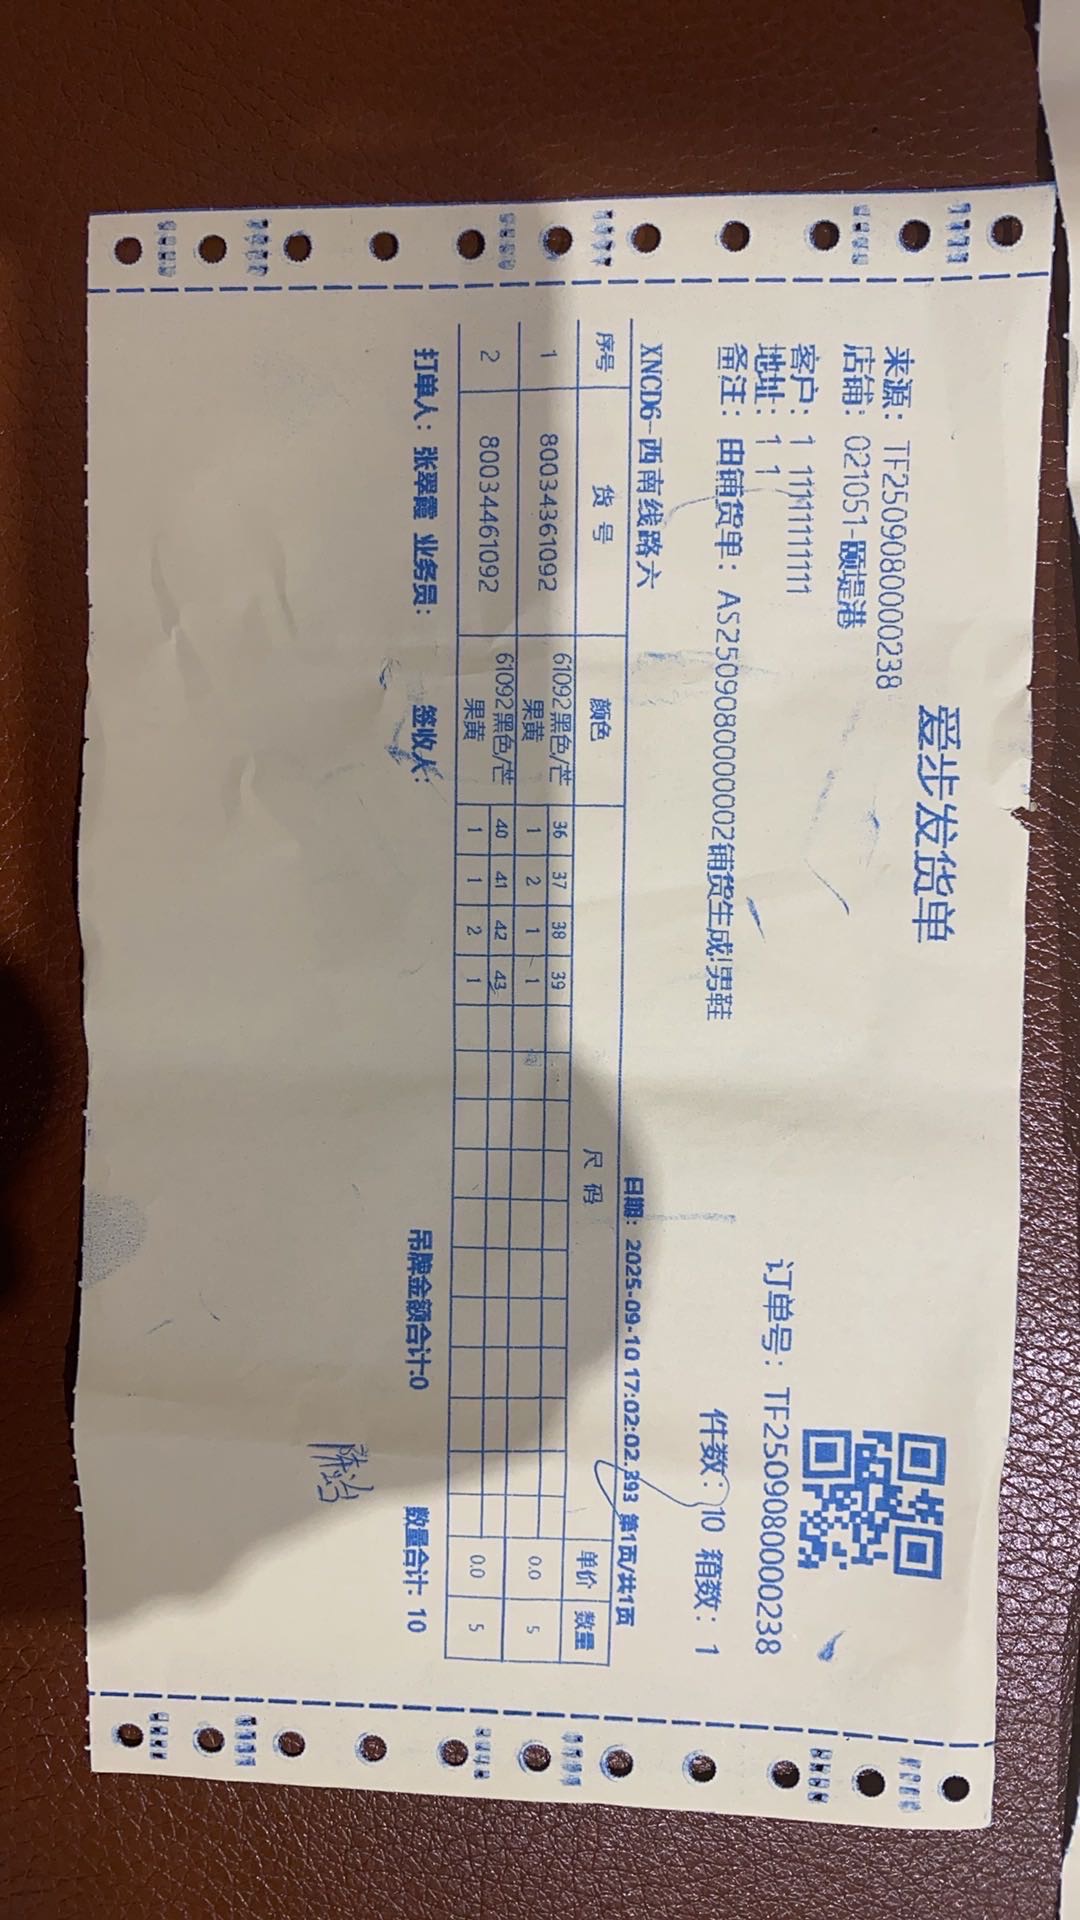 爱步发货单
来源：TF2509080000238
店铺：021051-颐堤港
订单号：TF2509080000238
客户：1 11111111111
地址：1 1
备注：由铺货单：AS2509080000002铺货生成!男鞋
件数：10 箱数：1
XNCD6-西南线路六
日期：2025-09-10 17:02:02.393 第1页/共1页
序号 货号 颜色 尺码 单价 数量
1 80034361092 61092黑色/芒果黄 36 37 38 39 0.0 5
1 2 1 1
2 80034461092 61092黑色/芒果黄 40 41 42 43 0.0 5
1 1 2 1
打单人：张翠霞 业务员： 签收人： 吊牌金额合计:0 数量合计：10